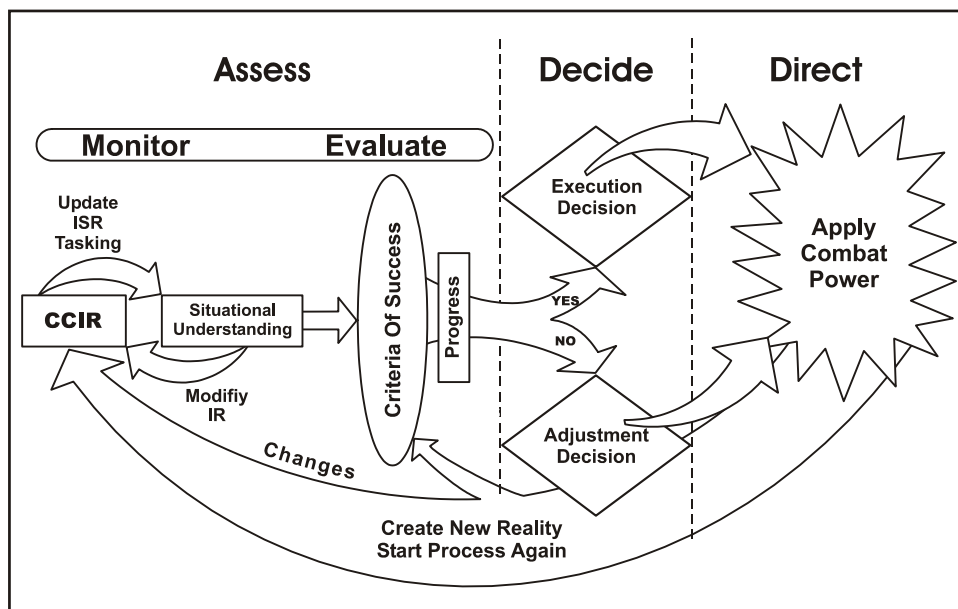 Assess
Decide
Direct
Monitor
Evaluate
Update
ISR
Tasking
CCIR
Situational
Understanding
Modifiy
IR
Criteria Of Success
Progress
YES
NO
Execution
Decision
Adjustment
Decision
Apply
Combat
Power
Changes
Create New Reality
Start Process Again